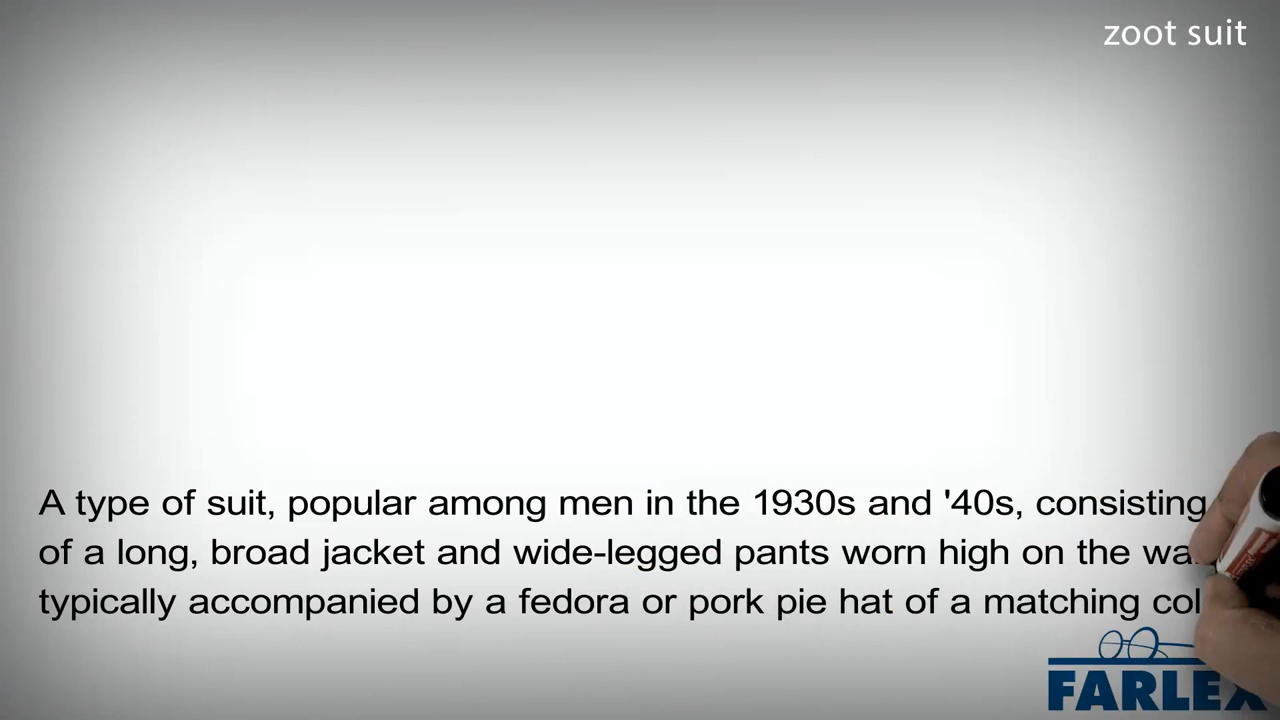 zoot suit
A type of suit, popular among men in the 1930s and '40s, consisting
of a long, broad jacket and wide-legged pants worn high on the
typically accompanied by a fedora or pork pie hat of a matching
FARLEX